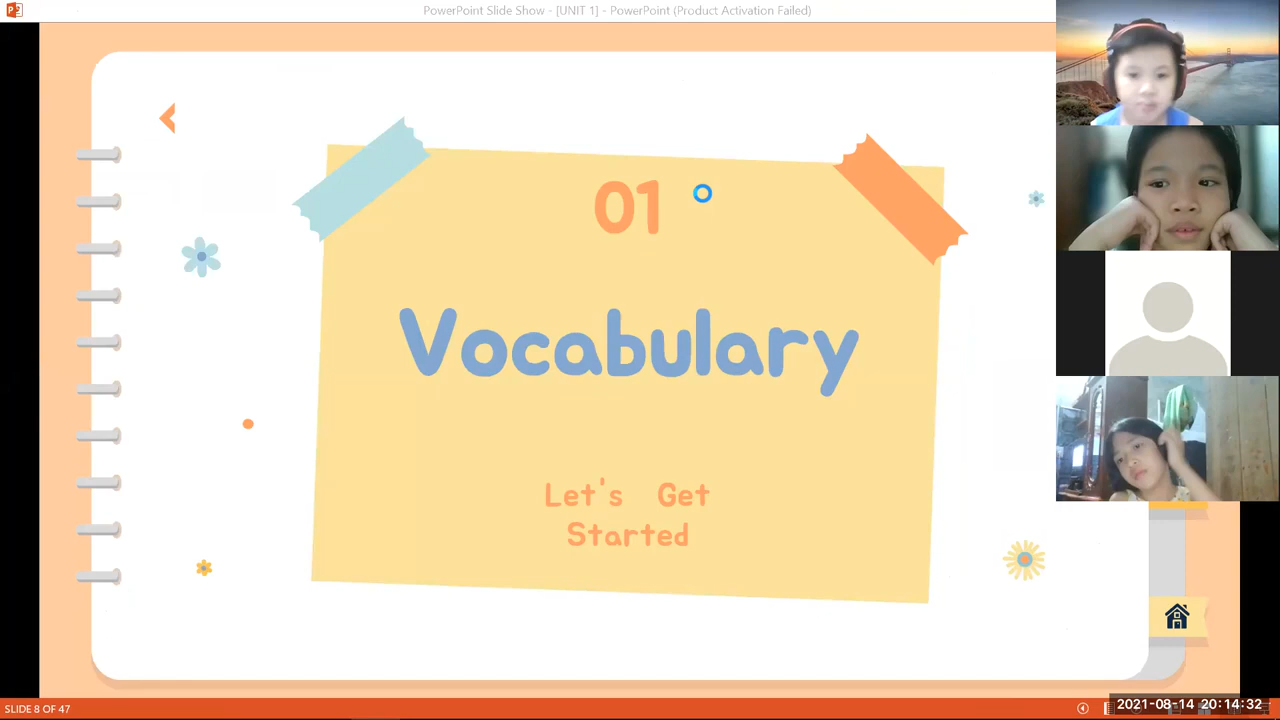 PowerPoint Slide Show - [UNIT 1] - PowerPoint (Product Activation Failed)
01
Vocabulary
Let's Get
Started
SLIDE 8 OF 47
2021-08-14 20:14:32